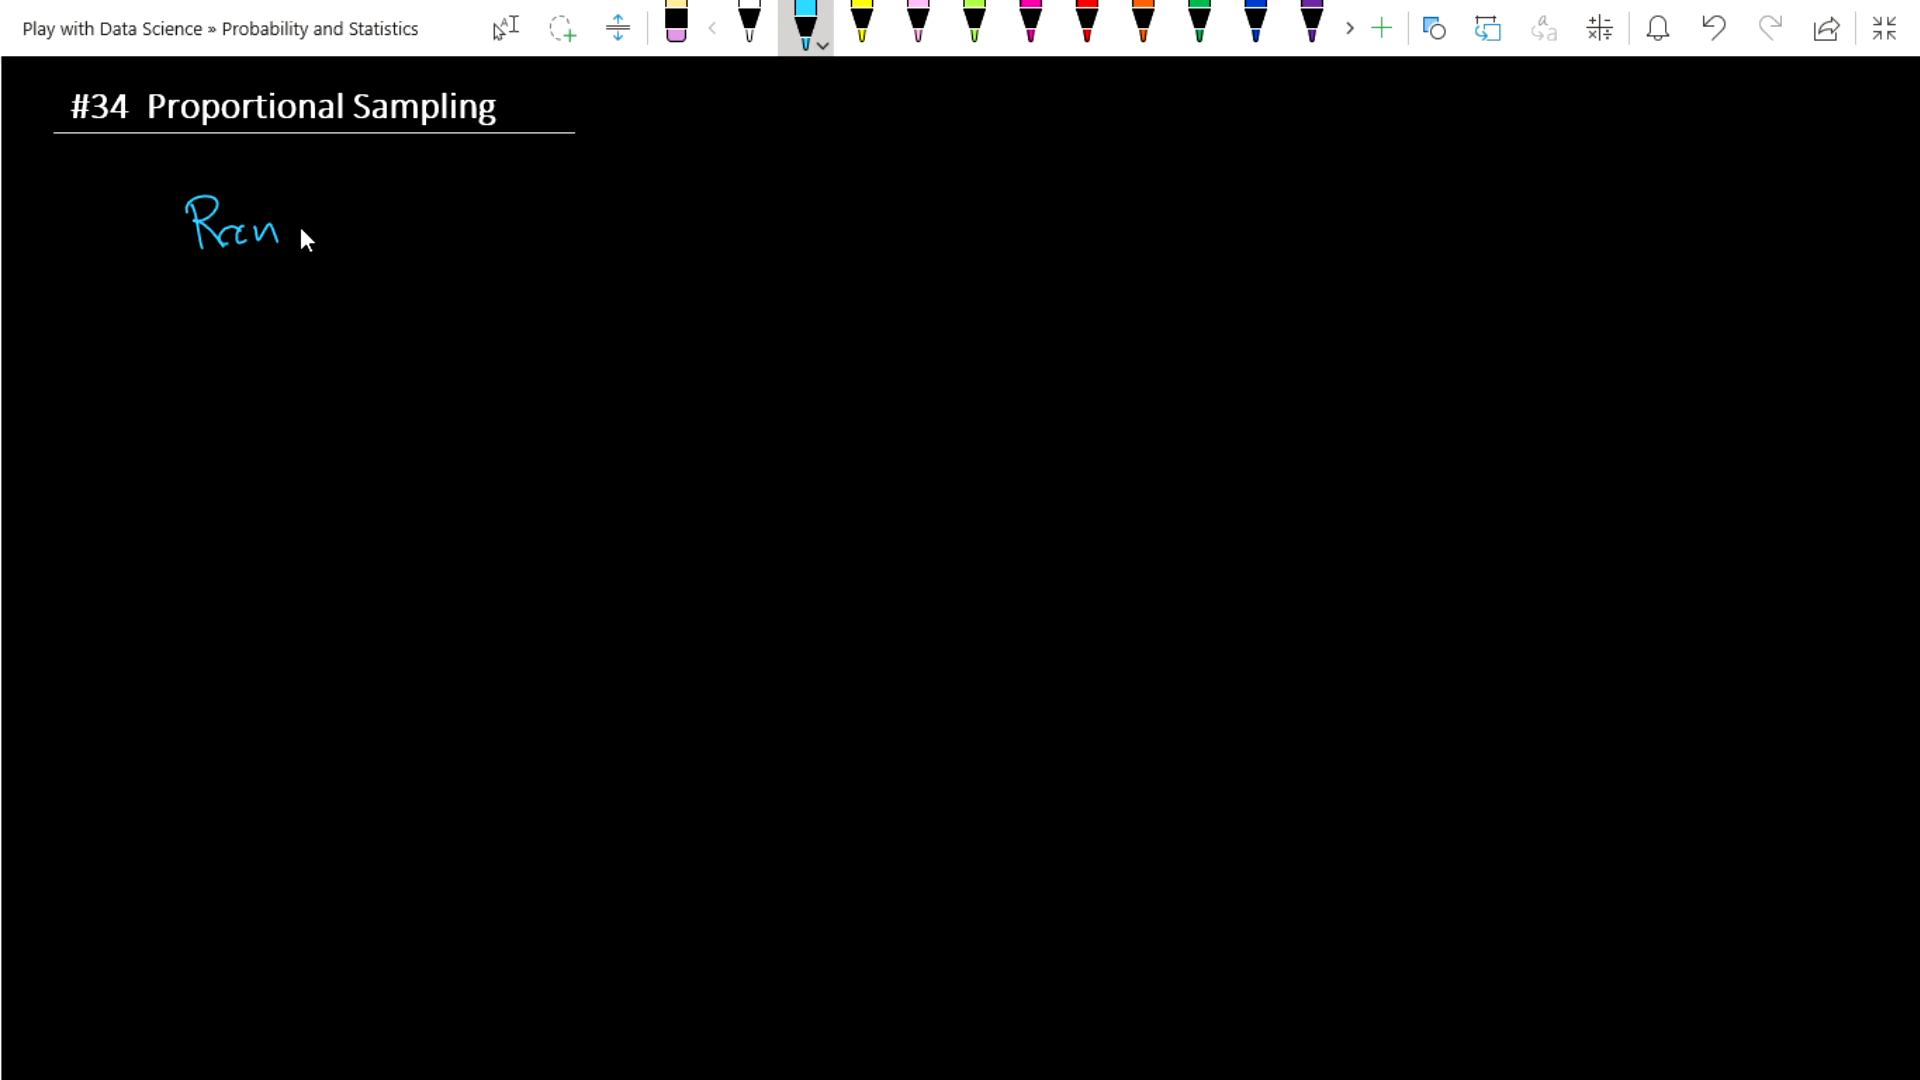 Play with Data Science » Probability and Statistics
#34 Proportional Sampling
Ran